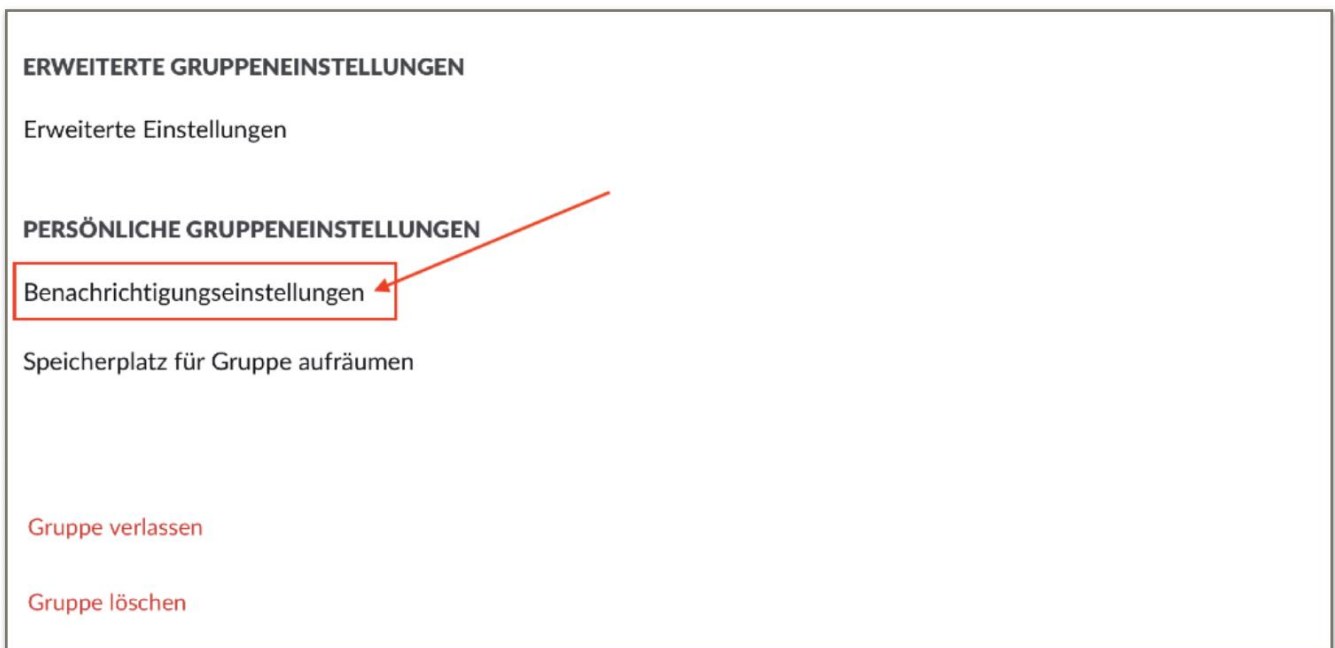 ERWEITERTE GRUPPENEINSTELLUNGEN
Erweiterte Einstellungen
PERSÖNLICHE GRUPPENEINSTELLUNGEN
Benachrichtigungseinstellungen
Speicherplatz für Gruppe aufräumen
Gruppe verlassen
Gruppe löschen